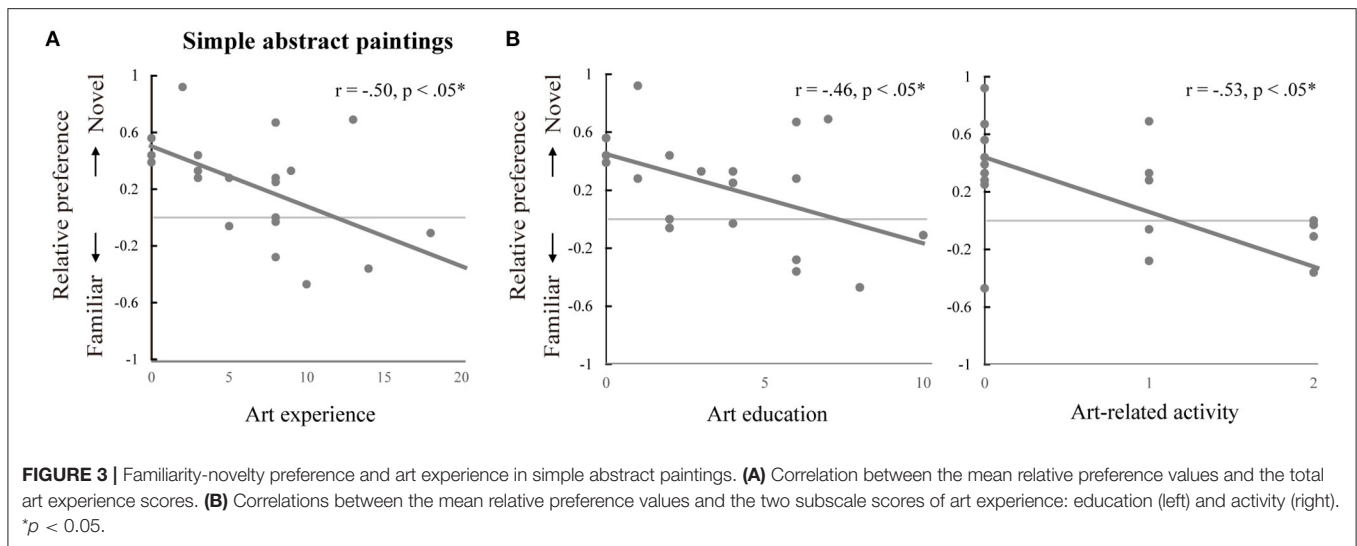 A
Simple abstract paintings
Relative preference
Familiar
Novel
r = -.50, p < .05*
1
0.6
0.2
-0.2
-0.6
-1
0
5
10
15
20
Art experience
B
Relative preference
Familiar
Novel
r = -.46, p < .05*
1
0.6
0.2
-0.2
-0.6
-1
0
5
10
Art education
r = -.53, p < .05*
1
0.6
0.2
-0.2
-0.6
-1
0
1
2
Art-related activity
FIGURE 3 | Familiarity-novelty preference and art experience in simple abstract paintings. (A) Correlation between the mean relative preference values and the total
art experience scores. (B) Correlations between the mean relative preference values and the two subscale scores of art experience: education (left) and activity (right).
*p < 0.05.